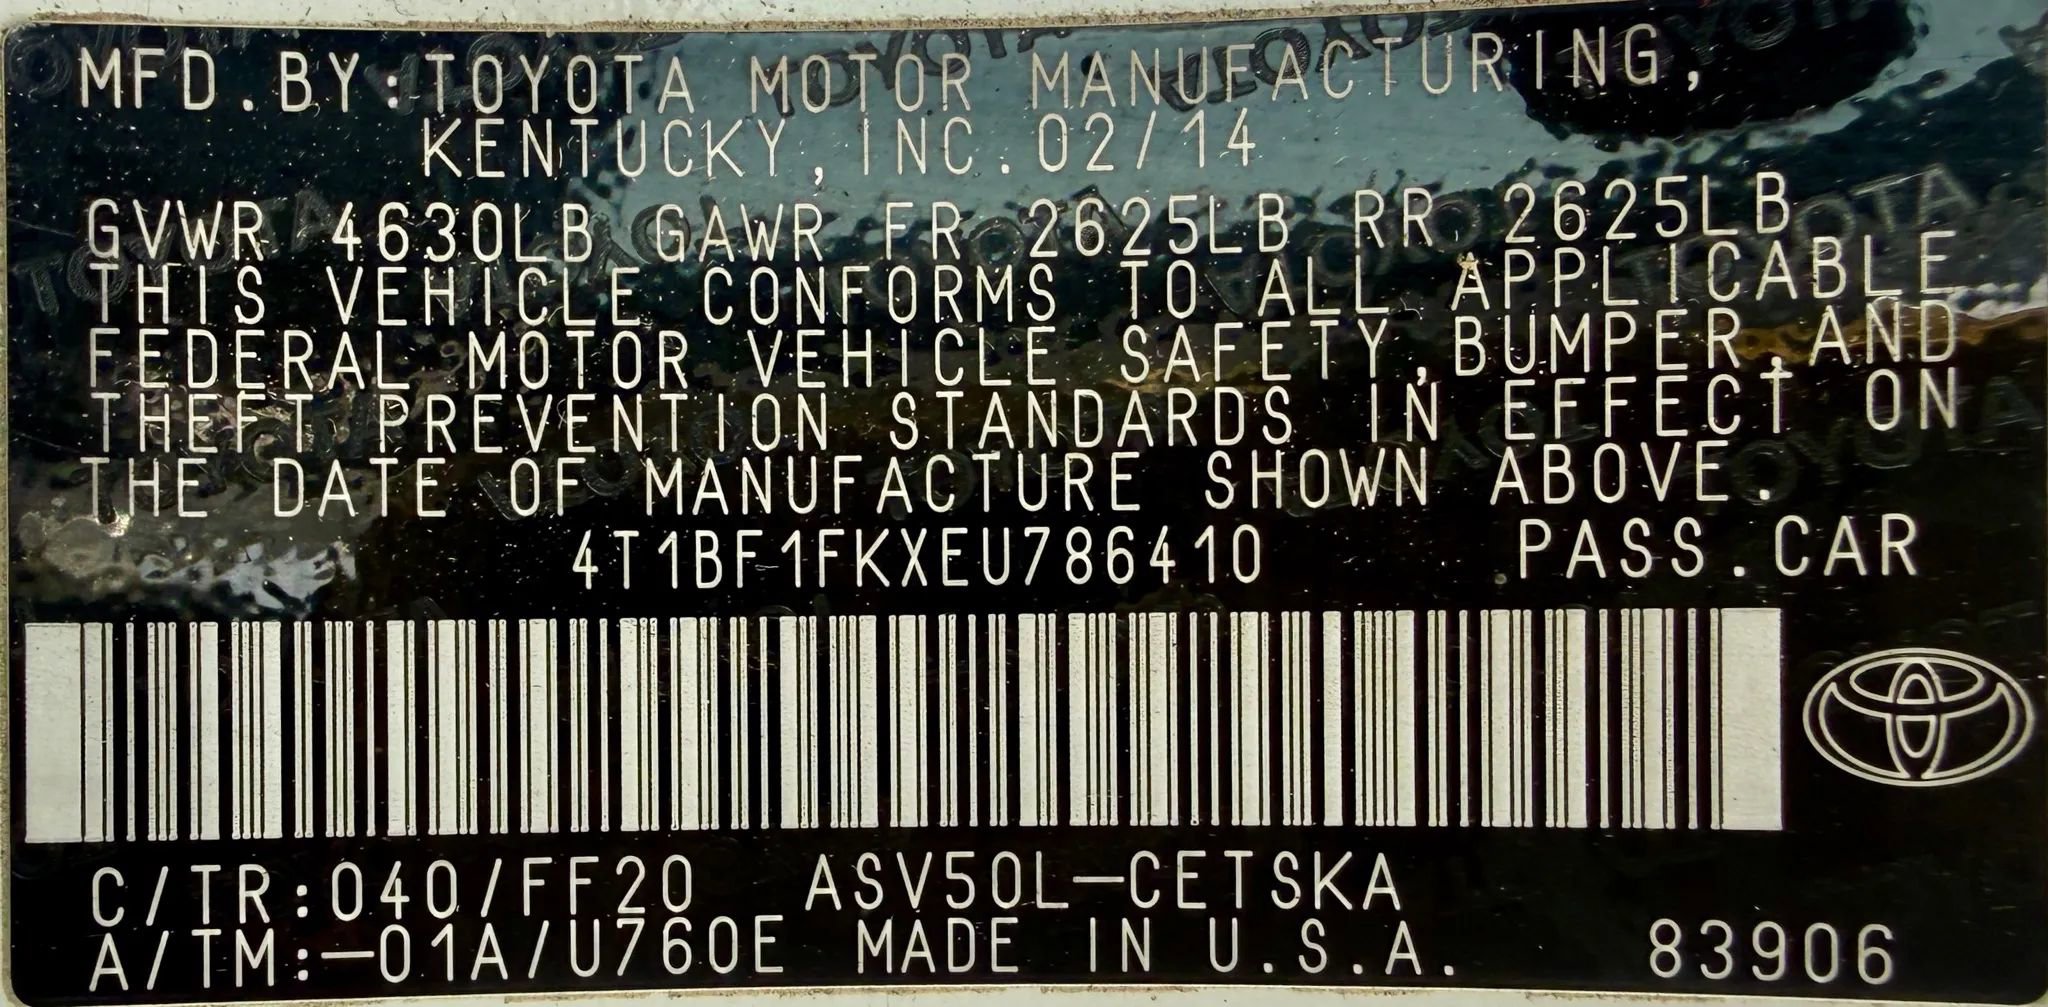 MFD.BY:TOYOTA MOTOR MANUFACTURING,
KENTUCKY, INC. 02/14
GVWR 4630LB GAWR FR 2625LB RR 2625LB
THIS VEHICLE CONFORMS TO ALL APPLICABLE
FEDERAL MOTOR VEHICLE SAFETY,BUMPER,AND
THEFT PREVENTION STANDARDS IN EFFECT ON
THE DATE OF MANUFACTURE SHOWN ABOVE.
4T1BF1FKXEU786410 PASS.CAR
C/TR:040/FF20 ASV50L-CETSKA
A/TM:-01A/U760E MADE IN U.S.A. 83906